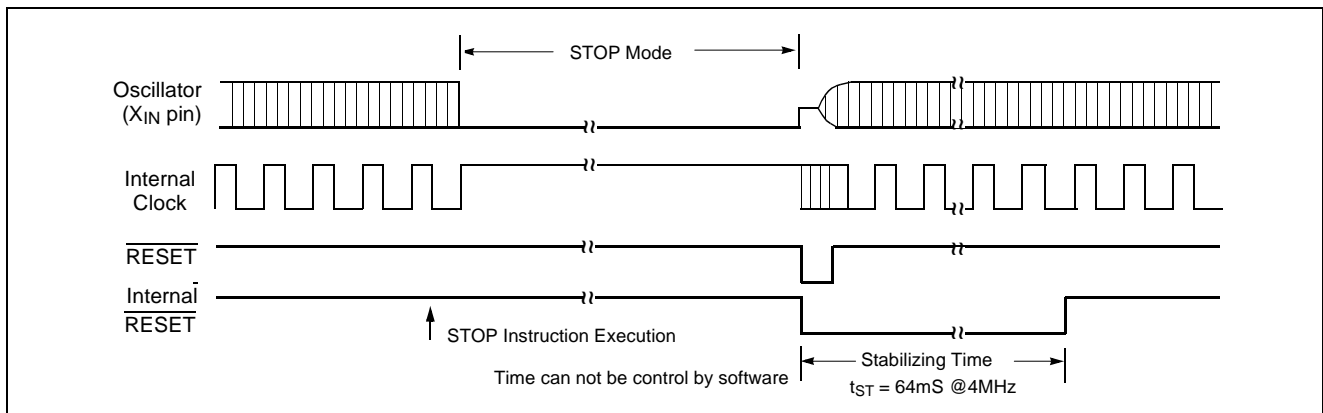 STOP Mode
Oscillator
(XIN pin)
Internal
Clock
RESET
Internal
RESET
STOP Instruction Execution
Time can not be control by software
Stabilizing Time
tST = 64mS @4MHz